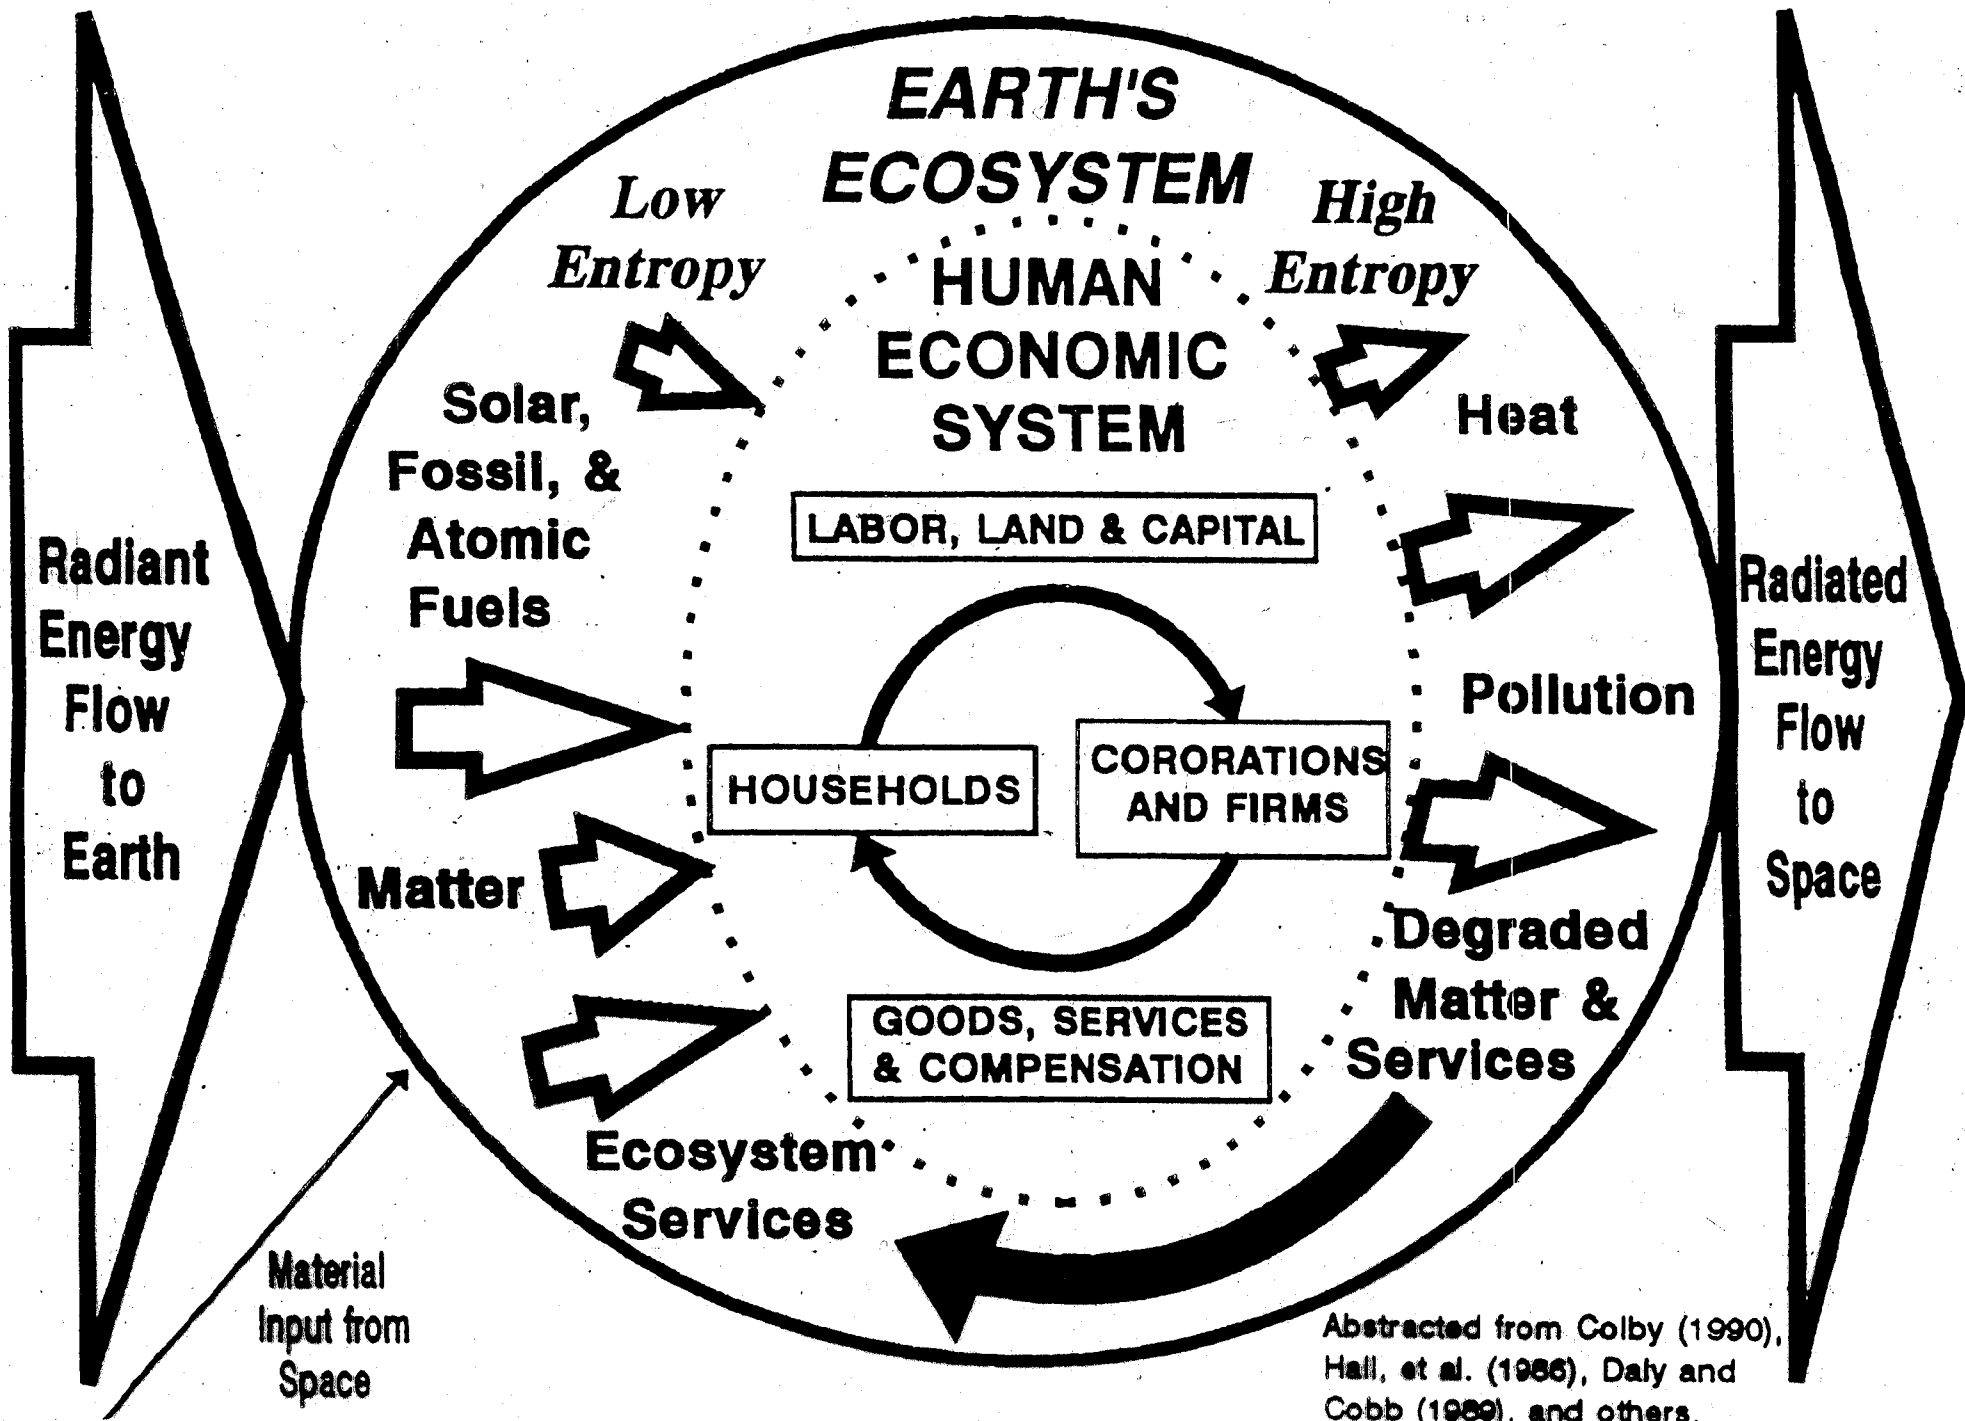 EARTH'S
ECOSYSTEM
Low
Entropy
High
Entropy
HUMAN
ECONOMIC
SYSTEM
Solar,
Fossil, &
Atomic
Fuels
Heat
LABOR, LAND & CAPITAL
Radiant
Energy
Flow
to
Earth
Radiated
Energy
Flow
to
Space
Pollution
HOUSEHOLDS
CORORATIONS
AND FIRMS
Matter
Degraded
Matter &
Services
GOODS, SERVICES
& COMPENSATION
Ecosystem
Services
Material
Input from
Space
Abstracted from Colby (1990),
Hall, et al. (1986), Daly and
Cobb (1989), and others.